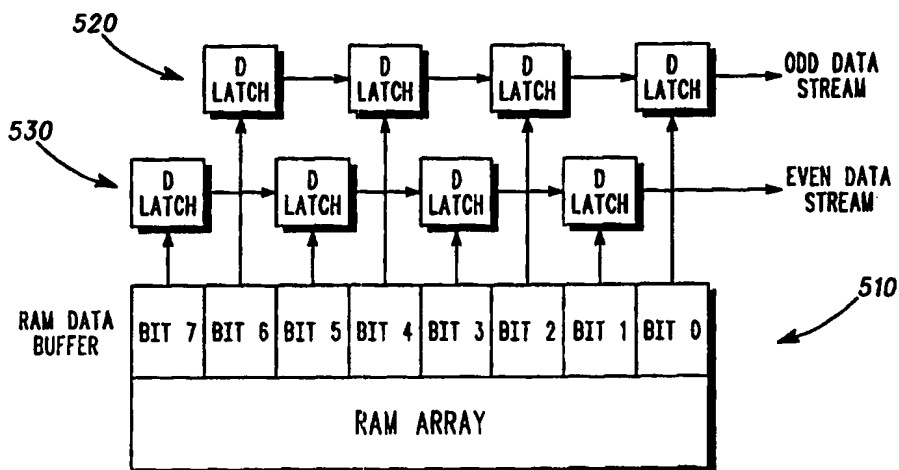 520
D LATCH
D LATCH
D LATCH
D LATCH
ODD DATA STREAM
530
D LATCH
D LATCH
D LATCH
D LATCH
EVEN DATA STREAM
510
RAM DATA BUFFER
BIT 7
BIT 6
BIT 5
BIT 4
BIT 3
BIT 2
BIT 1
BIT 0
RAM ARRAY